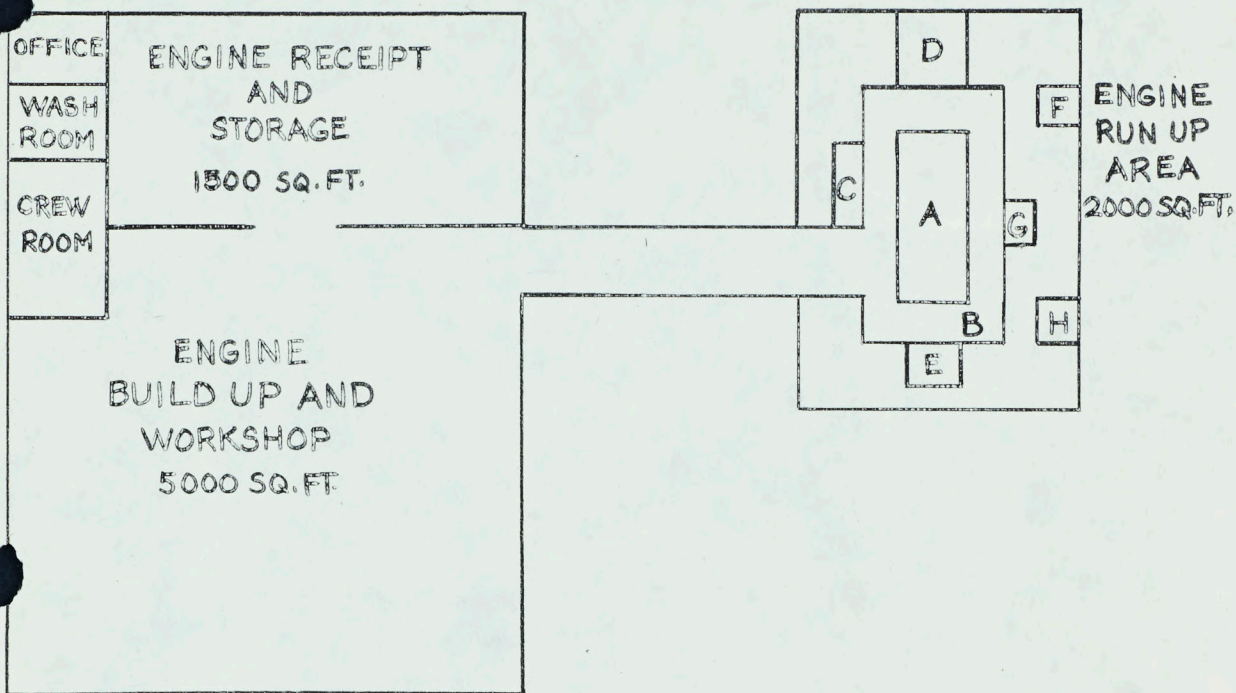 OFFICE
WASH
ROOM
CREW
ROOM
ENGINE RECEIPT
AND
STORAGE
1500 SQ.FT.
ENGINE
BUILD UP AND
WORKSHOP
5000 SQ.FT
D
F
C
A
G
B
H
E
ENGINE
RUN UP
AREA
2000 SQ.FT.